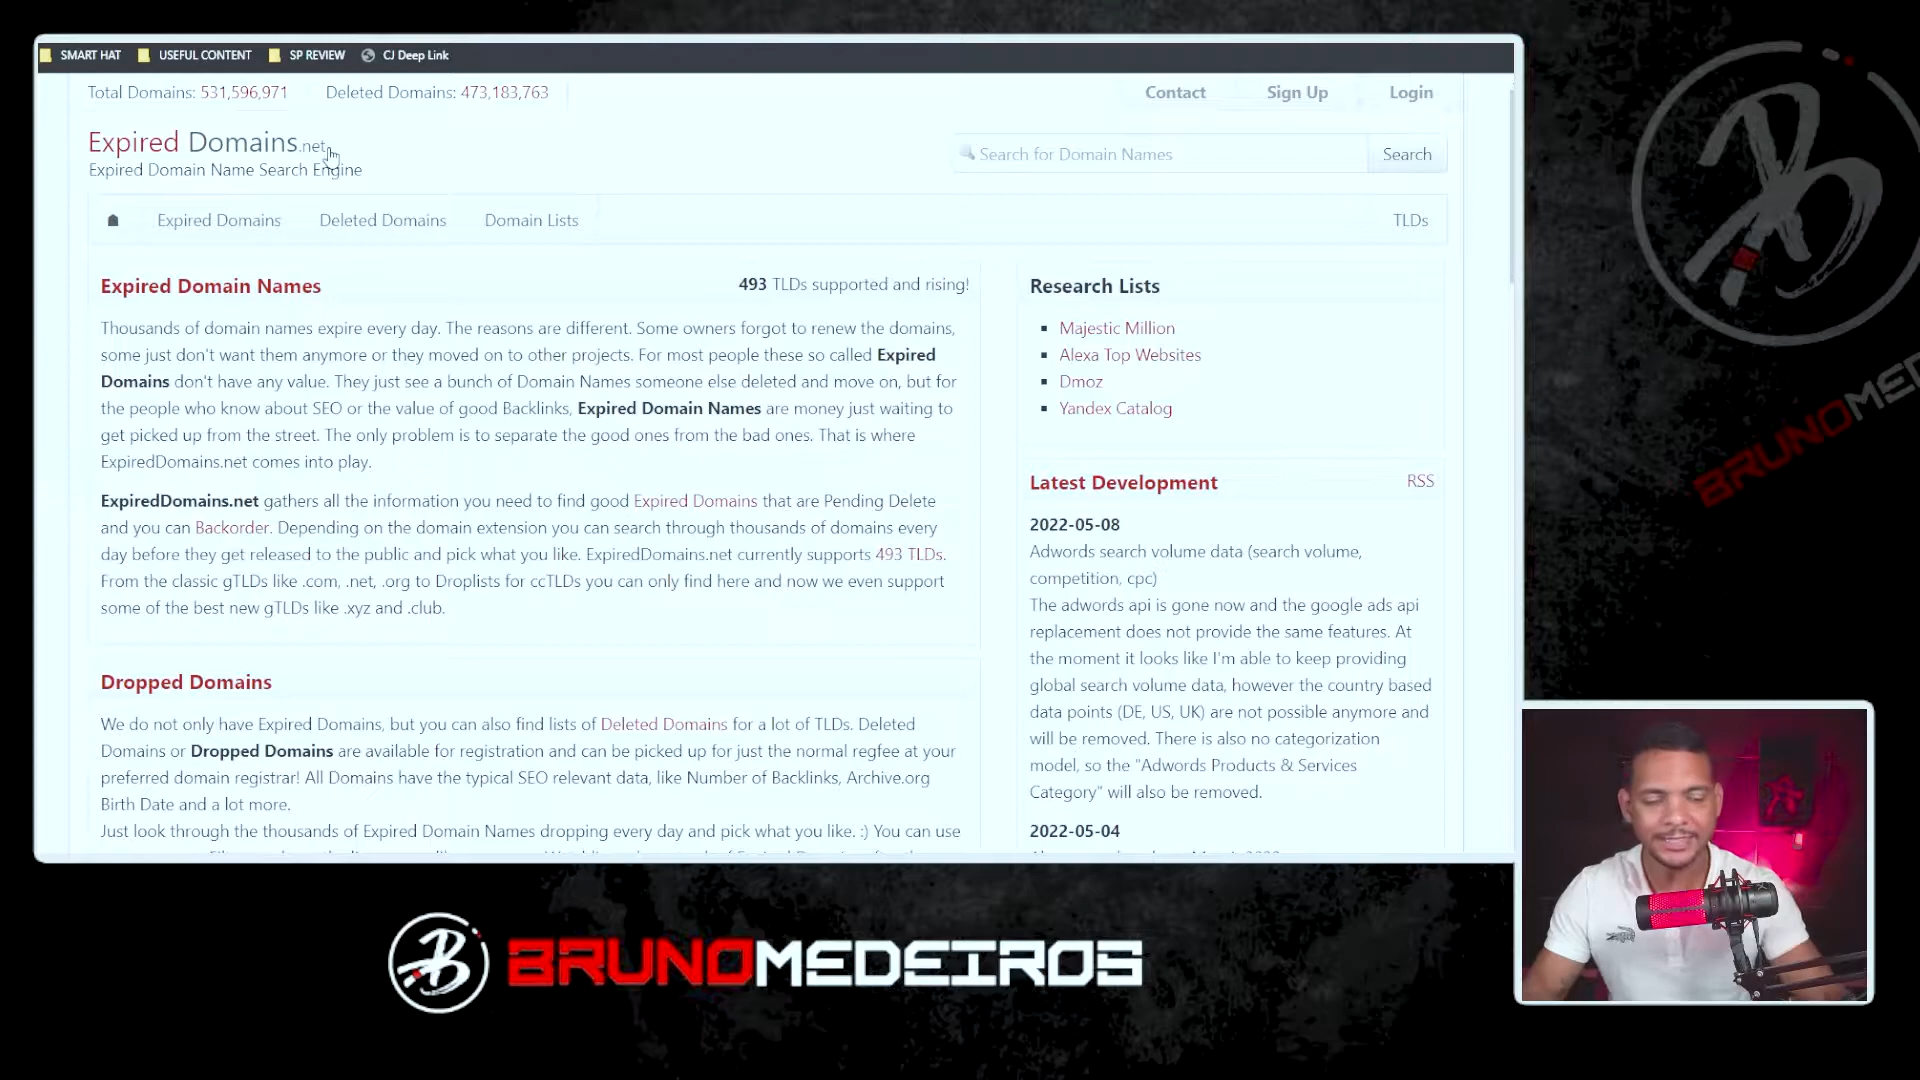 SMART HAT USEFUL CONTENT SP REVIEW CJ Deep Link
Total Domains: 531,596,971 Deleted Domains: 473,183,763
Contact Sign Up Login
Expired Domains.net
Expired Domain Name Search Engine
Search for Domain Names Search
Expired Domains Deleted Domains Domain Lists TLDs
Expired Domain Names 493 TLDs supported and rising!
Thousands of domain names expire every day. The reasons are different. Some owners forgot to renew the domains,
some just don't want them anymore or they moved on to other projects. For most people these so called Expired
Domains don't have any value. They just see a bunch of Domain Names someone else deleted and move on, but for
the people who know about SEO or the value of good Backlinks, Expired Domain Names are money just waiting to
get picked up from the street. The only problem is to separate the good ones from the bad ones. That is where
ExpiredDomains.net comes into play.
ExpiredDomains.net gathers all the information you need to find good Expired Domains that are Pending Delete
and you can Backorder. Depending on the domain extension you can search through thousands of domains every
day before they get released to the public and pick what you like. ExpiredDomains.net currently supports 493 TLDs.
From the classic gTLDs like .com, .net, .org to Droplists for ccTLDs you can only find here and now we even support
some of the best new gTLDs like .xyz and .club.
Dropped Domains
We do not only have Expired Domains, but you can also find lists of Deleted Domains for a lot of TLDs. Deleted
Domains or Dropped Domains are available for registration and can be picked up for just the normal regfee at your
preferred domain registrar! All Domains have the typical SEO relevant data, like Number of Backlinks, Archive.org
Birth Date and a lot more.
Just look through the thousands of Expired Domain Names dropping every day and pick what you like. :) You can use
Research Lists
Majestic Million
Alexa Top Websites
Dmoz
Yandex Catalog
Latest Development RSS
2022-05-08
Adwords search volume data (search volume,
competition, cpc)
The adwords api is gone now and the google ads api
replacement does not provide the same features. At
the moment it looks like I'm able to keep providing
global search volume data, however the country based
data points (DE, US, UK) are not possible anymore and
will be removed. There is also no categorization
model, so the "Adwords Products & Services
Category" will also be removed.
2022-05-04
BRUNOMEDEIROS